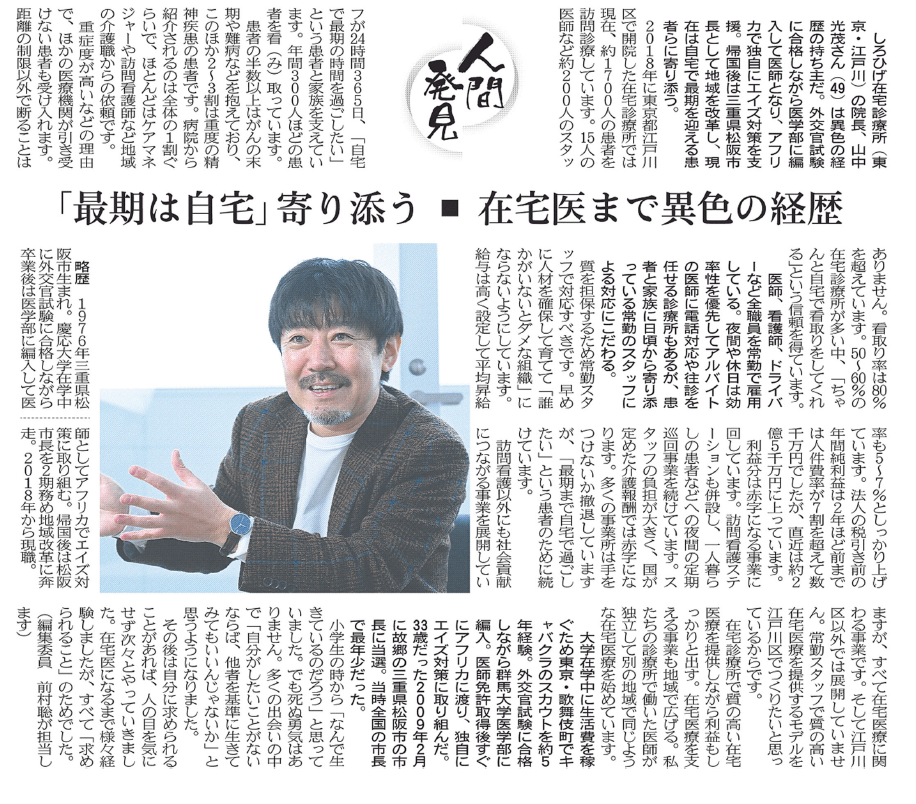 しろひげ在宅診療所（東
京・江戸川）の院長、山中
光茂さん（49）は異色の経
歴の持ち主だ。外交官試験
に合格しながら医学部に編
入して医師となり、アフリ
カで独自にエイズ対策を支
援。帰国後は三重県松阪市
長として地域を改革し、現
在は自宅で最期を迎える患
者らに寄り添う。
2018年に東京都江戸川
区で開院した在宅診療所では
現在、約1700人の患者を
訪問診療しています。15人の
医師など約200人のスタッ
人間
発見
フが24時間365日、「自宅
で最期の時間を過ごしたい」
という患者と家族を支えてい
ます。年間300人ほどの患
者を看（み）取っています。
患者の半数以上はがんの末
期や難病などを抱えており、
このほか2～3割は重度の精
神疾患の患者です。病院から
紹介されるのは全体の1割ぐ
らいで、ほとんどはケアマネ
ジャーや訪問看護師など地域
の介護職からの依頼です。
重症度が高いなどの理由
で、ほかの医療機関が引き受
けない患者も受け入れます。
距離の制限以外で断ることは
「最期は自宅」寄り添う ■ 在宅医まで異色の経歴
ありません。看取り率は80％
を超えています。50～60％の
在宅診療所が多い中、「ちゃ
んと自宅で看取りをしてくれ
る」という信頼を得ています。
医師、看護師、ドライバ
ーなど全職員を常勤で雇用
している。夜間や休日は効
率性を優先してアルバイト
の医師に電話対応や往診を
任せる診療所もあるが、患
者と家族に日頃から寄り添
っている常勤のスタッフに
よる対応にこだわる。
質を担保するため常勤スタ
ッフで対応すべきです。早め
に人材を確保して育てて「誰
かがいないとダメな組織」に
ならないようにしています。
給与は高く設定して平均昇給
率も5～7％としっかり上げ
ています。法人の税引き前の
年間純利益は2年ほど前まで
は人件費率が7割を超えて数
千万円でしたが、直近は約2
億5千万円に上っています。
利益分は赤字になる事業に
回しています。訪問看護ステ
ーションも併設し、一人暮ら
しの患者などへの夜間の定期
巡回事業を続けています。ス
タッフの負担が大きく、国が
定めた介護報酬では赤字にな
ります。多くの事業所は手を
つけないか撤退しています
が、「最期まで自宅で過ごし
たい」という患者のために続
けています。
訪問看護以外にも社会貢献
につながる事業を展開してい
ますが、すべて在宅医療に関
わる事業です。そして江戸川
区以外では展開していませ
ん。常勤スタッフで質の高い
在宅医療を提供するモデルを
江戸川区でつくりたいと思っ
ているからです。
在宅診療所で質の高い在宅
医療を提供しながら利益もし
っかりと出す。在宅医療を支
える事業も地域で広げる。私
たちの診療所で働いた医師が
独立して別の地域で同じよう
な在宅医療を始めています。
大学在学中に生活費を稼
ぐため東京・歌舞伎町でキ
ャバクラのスカウトを約5
年経験。外交官試験に合格
しながら群馬大学医学部に
編入。医師免許取得後すぐ
にアフリカに渡り、独自に
エイズ対策に取り組んだ。
33歳だった2009年2月
に故郷の三重県松阪市の市
長に当選。当時全国の市長
で最年少だった。
小学生の時から「なんで生
きているのだろう」と思って
いました。でも死ぬ勇気はあ
りません。多くの出会いの中
で「自分がしたいことがない
ならば、他者を基準に生きて
みてもいいんじゃないか」と
思うようになりました。
その後は自分に求められる
ことがあれば、人の目を気に
せず次々とやっていきまし
た。在宅医になるまで様々経
験しましたが、すべて「求め
られること」のためでした。
（編集委員　前村聡が担当し
ます）
略歴　1976年三重県松
阪市生まれ。慶応大学在学中
に外交官試験に合格しながら
卒業後は医学部に編入して医
師としてアフリカでエイズ対
策に取り組む。帰国後は松阪
市長を2期務め地域改革に奔
走。2018年から現職。